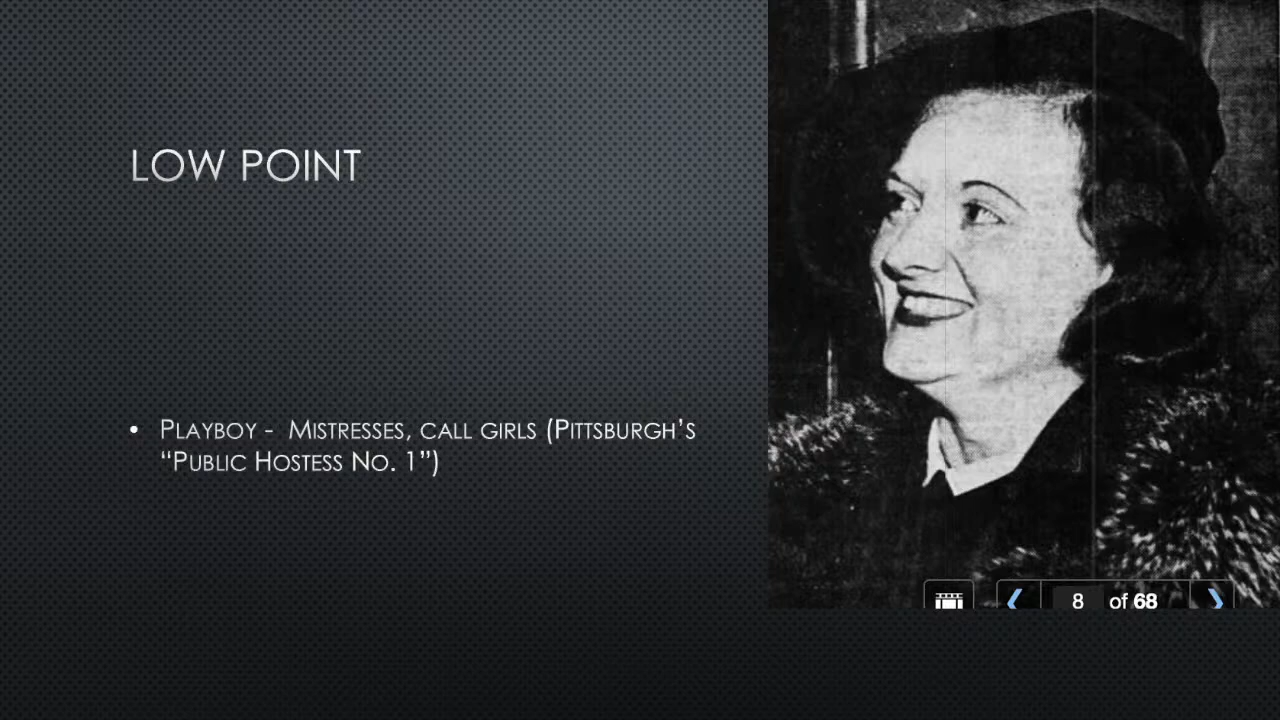 LOW POINT
• PLAYBOY - MISTRESSES, CALL GIRLS (PITTSBURGH'S
"PUBLIC HOSTESS NO. 1")
8 of 68